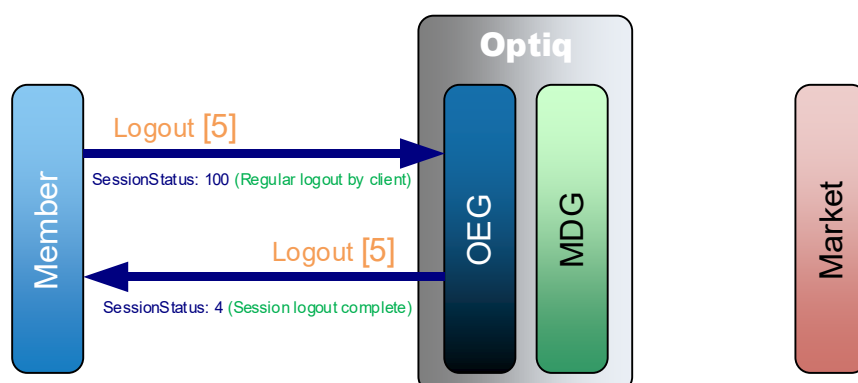 Optiq
Logout [5]
SessionStatus: 100 (Regular logout by client)
Member
OEG
MDG
Market
Logout [5]
SessionStatus: 4 (Session logout complete)